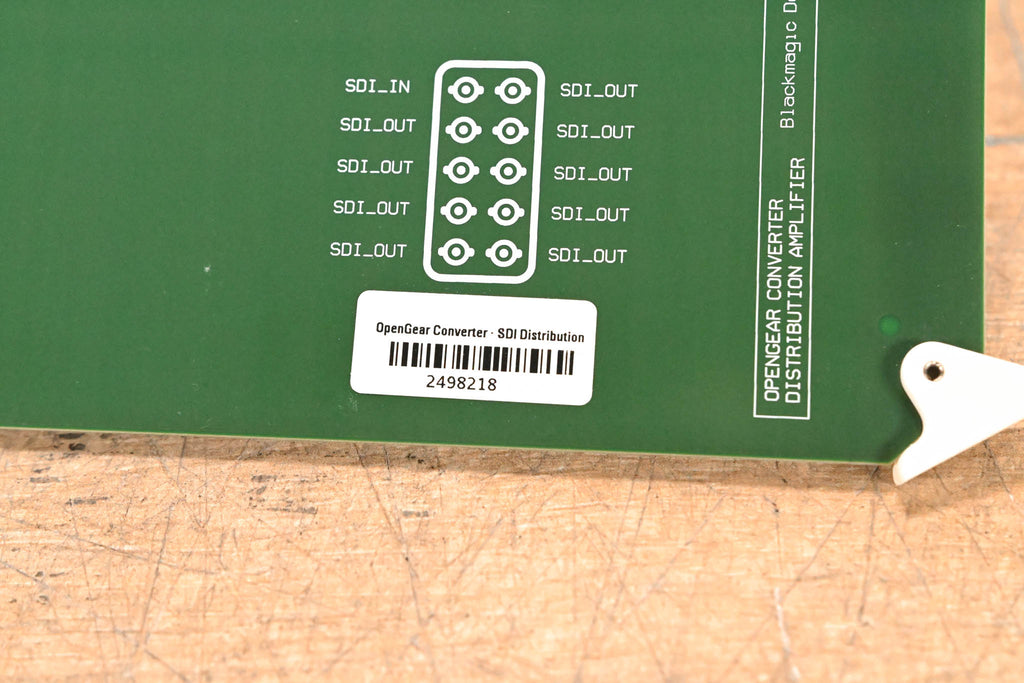 SDI_IN SDI_OUT
SDI_OUT SDI_OUT
SDI_OUT SDI_OUT
SDI_OUT SDI_OUT
SDI_OUT SDI_OUT
OpenGear Converter · SDI Distribution
2498218
OPENGEAR CONVERTER
DISTRIBUTION AMPLIFIER
Blackmagic